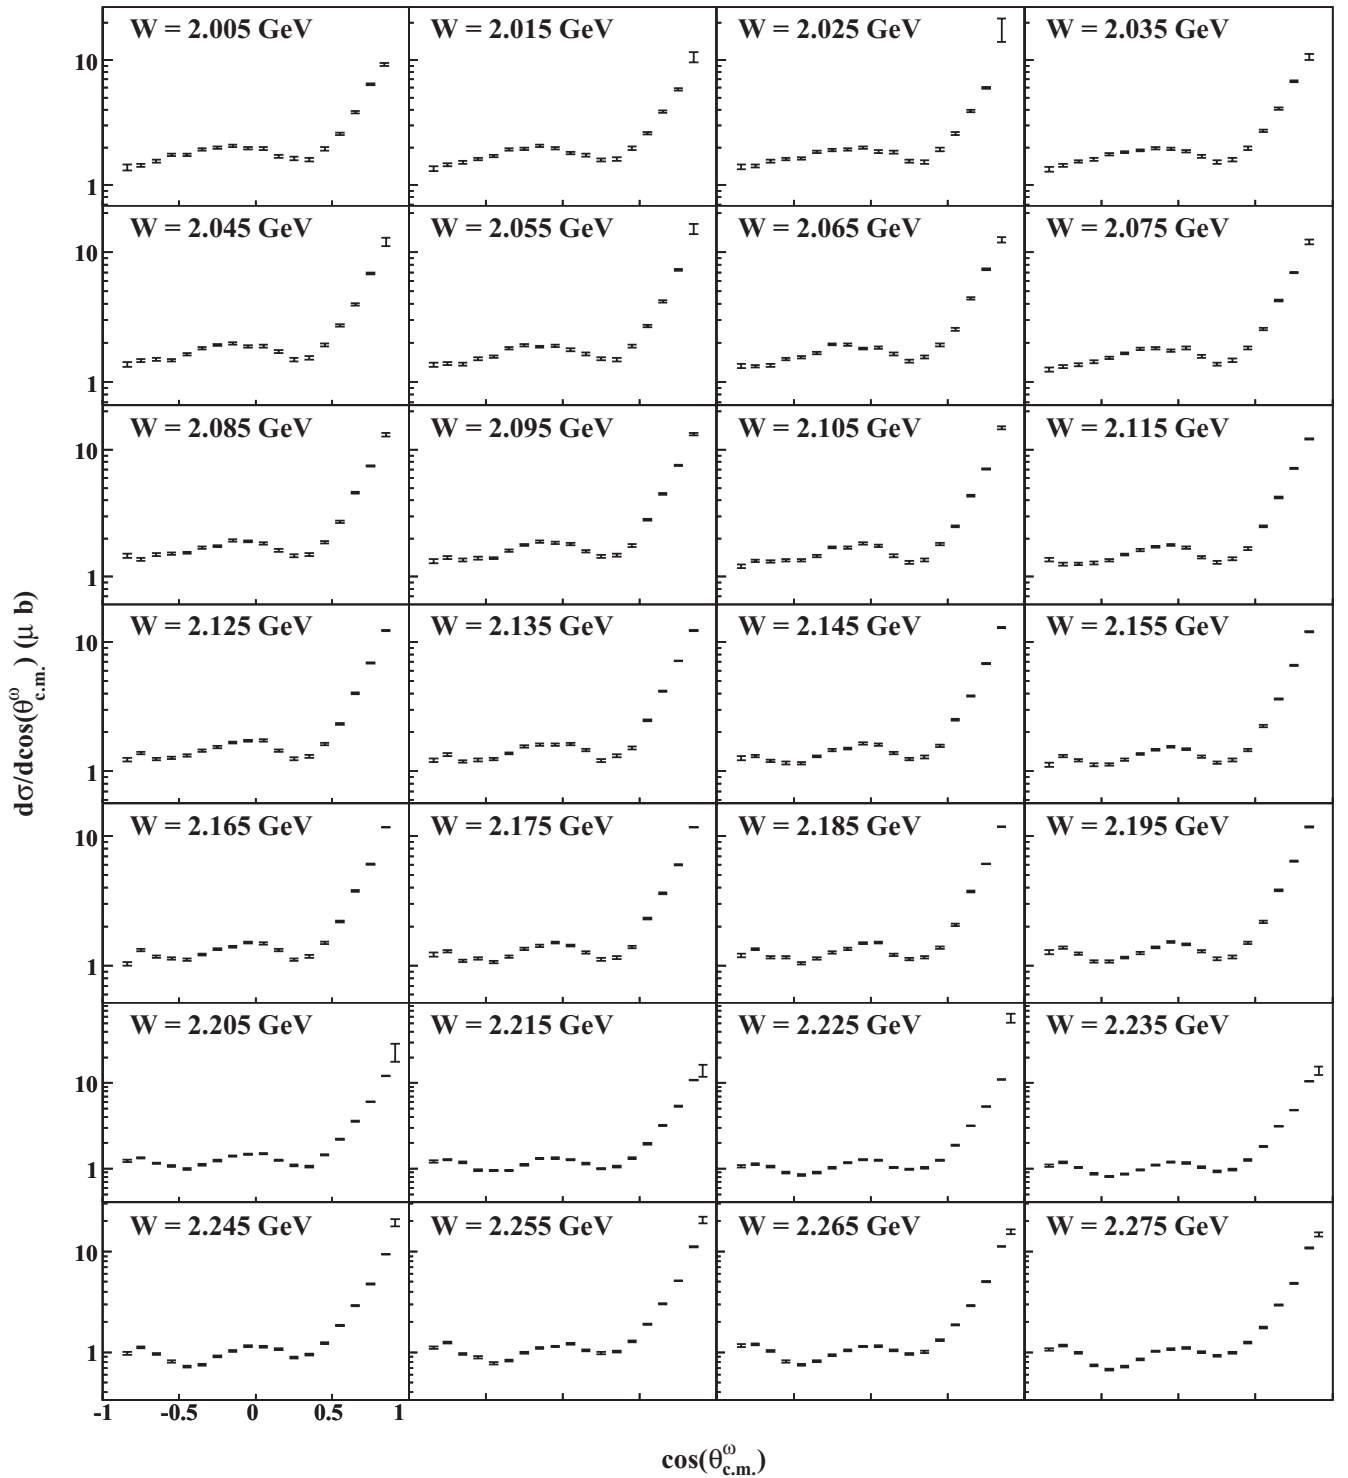 W = 2.005 GeV W = 2.015 GeV W = 2.025 GeV W = 2.035 GeV
10
1
W = 2.045 GeV W = 2.055 GeV W = 2.065 GeV W = 2.075 GeV
10
1
W = 2.085 GeV W = 2.095 GeV W = 2.105 GeV W = 2.115 GeV
10
1
W = 2.125 GeV W = 2.135 GeV W = 2.145 GeV W = 2.155 GeV
10
1
dσ/dcos(θ^ω_c.m.) (μ b)
W = 2.165 GeV W = 2.175 GeV W = 2.185 GeV W = 2.195 GeV
10
1
W = 2.205 GeV W = 2.215 GeV W = 2.225 GeV W = 2.235 GeV
10
1
W = 2.245 GeV W = 2.255 GeV W = 2.265 GeV W = 2.275 GeV
10
1
-1 -0.5 0 0.5 1
cos(θ^ω_c.m.)